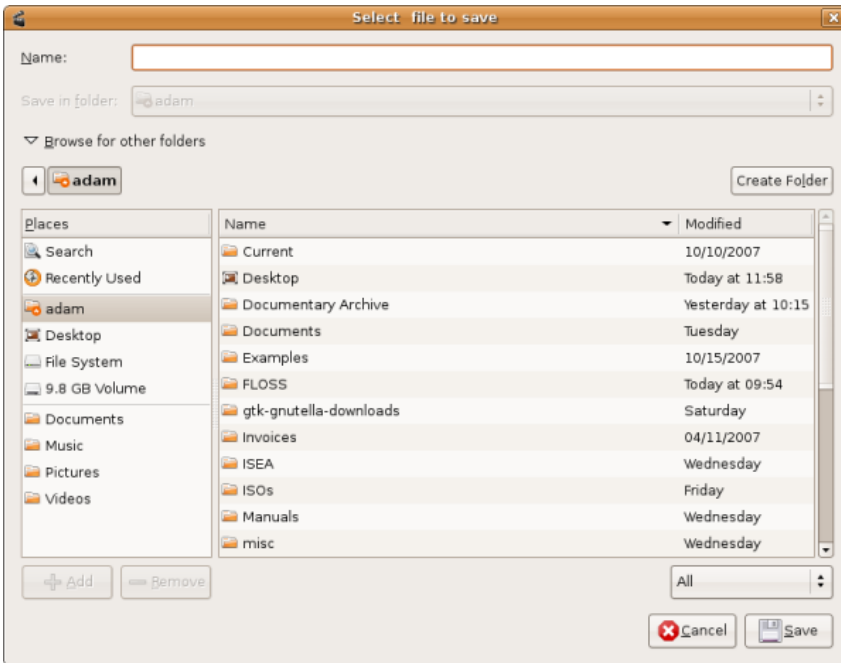 Select file to save
Name:
Save in folder: adam
Browse for other folders
adam
Create Folder
Places
Search
Recently Used
adam
Desktop
File System
9.8 GB Volume
Documents
Music
Pictures
Videos
Name Modified
Current 10/10/2007
Desktop Today at 11:58
Documentary Archive Yesterday at 10:15
Documents Tuesday
Examples 10/15/2007
FLOSS Today at 09:54
gtk-gnutella-downloads Saturday
Invoices 04/11/2007
ISEA Wednesday
ISOs Friday
Manuals Wednesday
misc Wednesday
Add
Remove
All
Cancel
Save